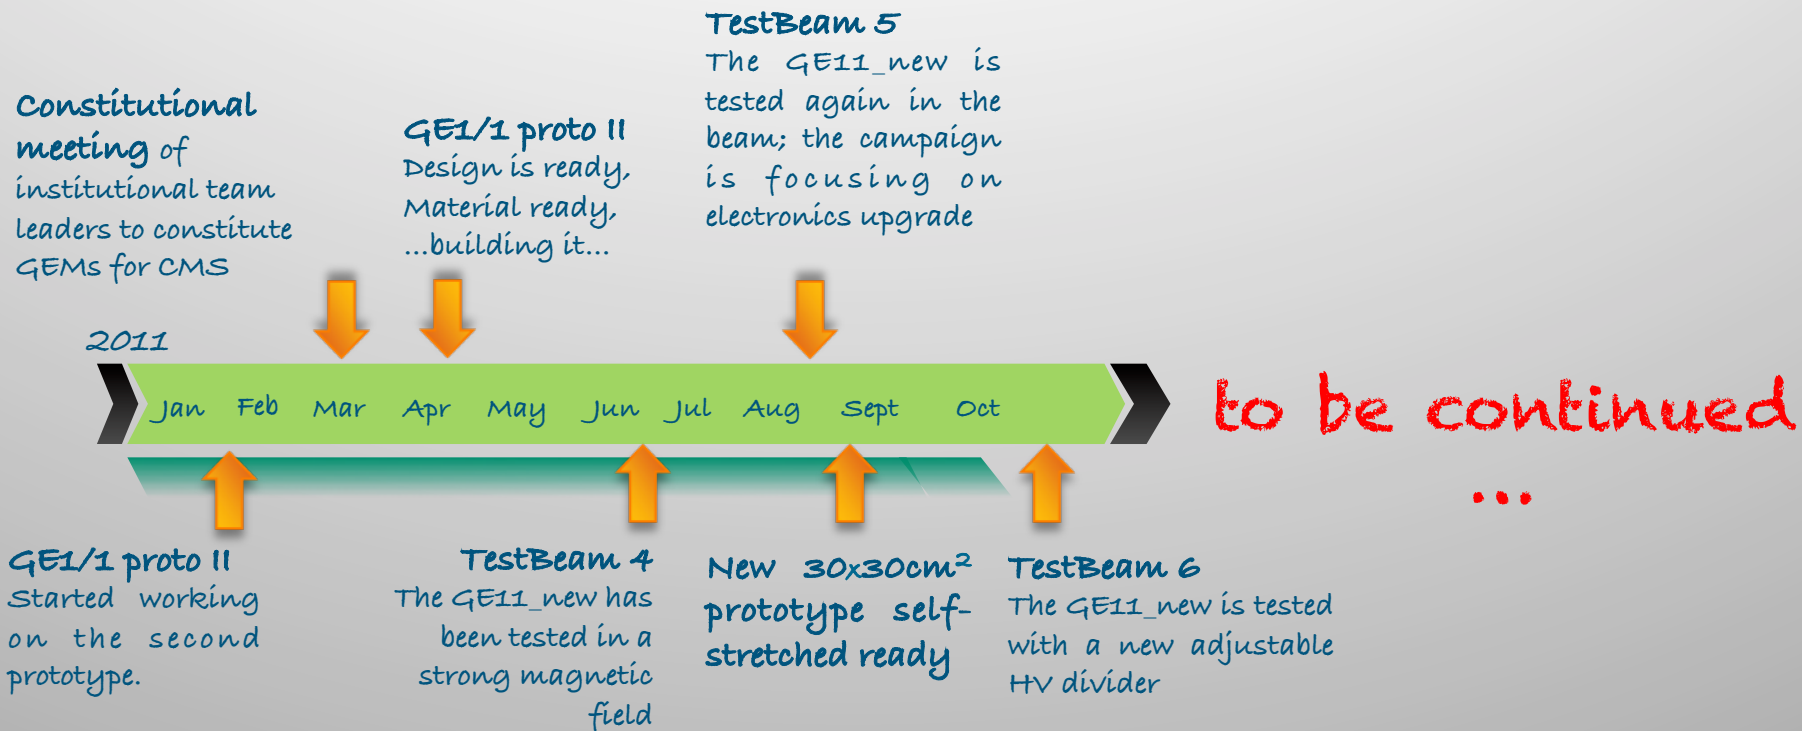 TestBeam 5
The GE11_new is
tested again in the
beam; the campaign
is focusing on
electronics upgrade
Constitutional
meeting of
institutional team
leaders to constitute
GEMs for CMS
GE1/1 proto II
Design is ready,
Material ready,
...building it...
2011
Jan Feb Mar Apr May Jun Jul Aug Sept Oct
to be continued
...
GE1/1 proto II
Started working
on the second
prototype.
TestBeam 4
The GE11_new has
been tested in a
strong magnetic
field
New 30x30cm²
prototype self-
stretched ready
TestBeam 6
The GE11_new is tested
with a new adjustable
HV divider